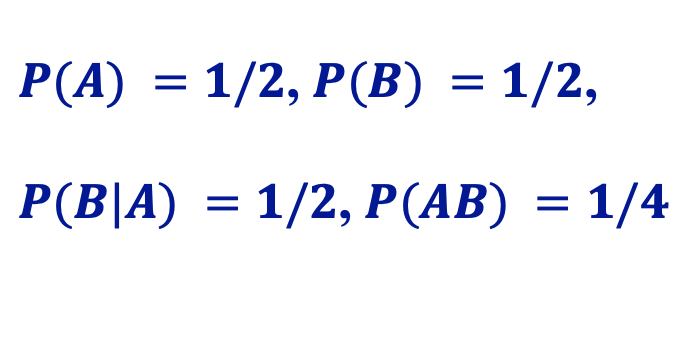 P(A) = 1/2, P(B) = 1/2,
P(B|A) = 1/2, P(AB) = 1/4